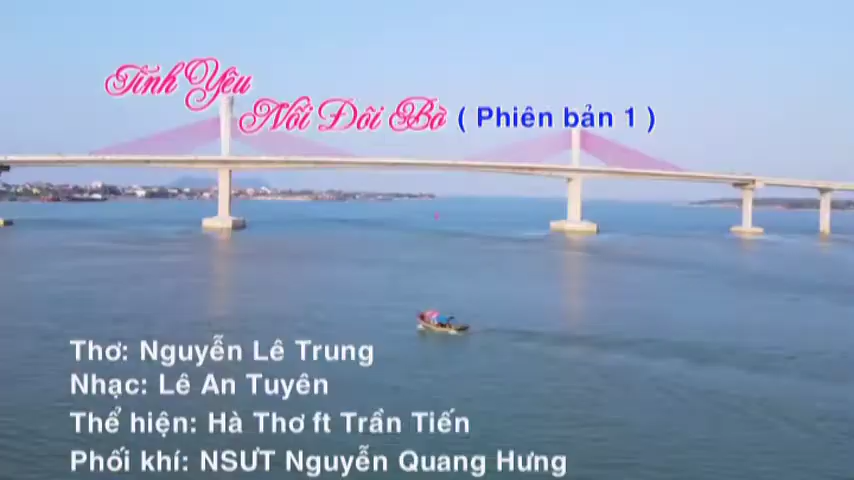 Tình Yêu
Nối Đôi Bờ ( Phiên bản 1 )
Thơ: Nguyễn Lê Trung
Nhạc: Lê An Tuyên
Thể hiện: Hà Thơ ft Trần Tiến
Phối khí: NSƯT Nguyễn Quang Hưng